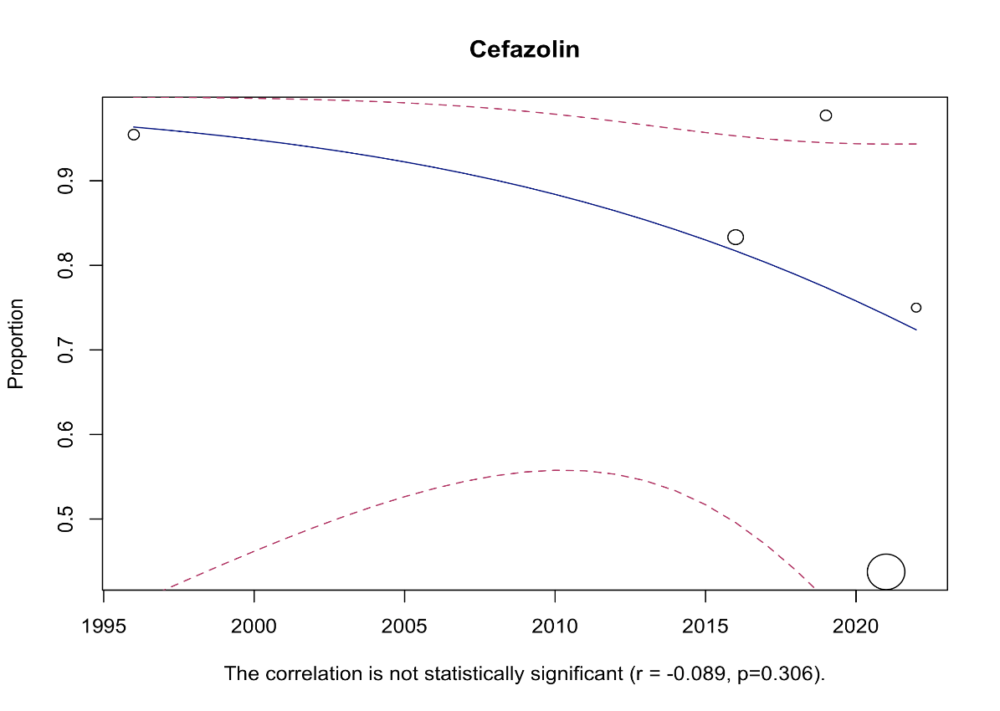 Cefazolin
Proportion
0.9
0.8
0.7
0.6
0.5
1995 2000 2005 2010 2015 2020
The correlation is not statistically significant (r = -0.089, p=0.306).